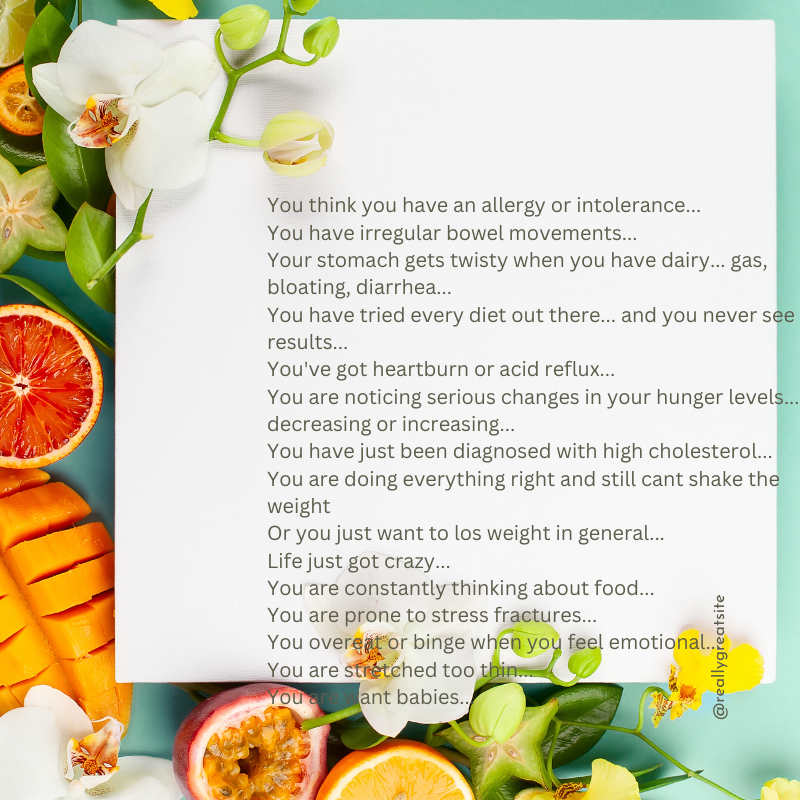 You think you have an allergy or intolerance...
You have irregular bowel movements...
Your stomach gets twisty when you have dairy... gas,
bloating, diarrhea...
You have tried every diet out there... and you never see
results...
You've got heartburn or acid reflux...
You are noticing serious changes in your hunger levels...
decreasing or increasing...
You have just been diagnosed with high cholesterol...
You are doing everything right and still cant shake the
weight
Or you just want to los weight in general...
Life just got crazy...
You are constantly thinking about food...
You are prone to stress fractures...
You overeat or binge when you feel emotional...
You are stretched too thin...
You are want babies...
@reallygreatsite